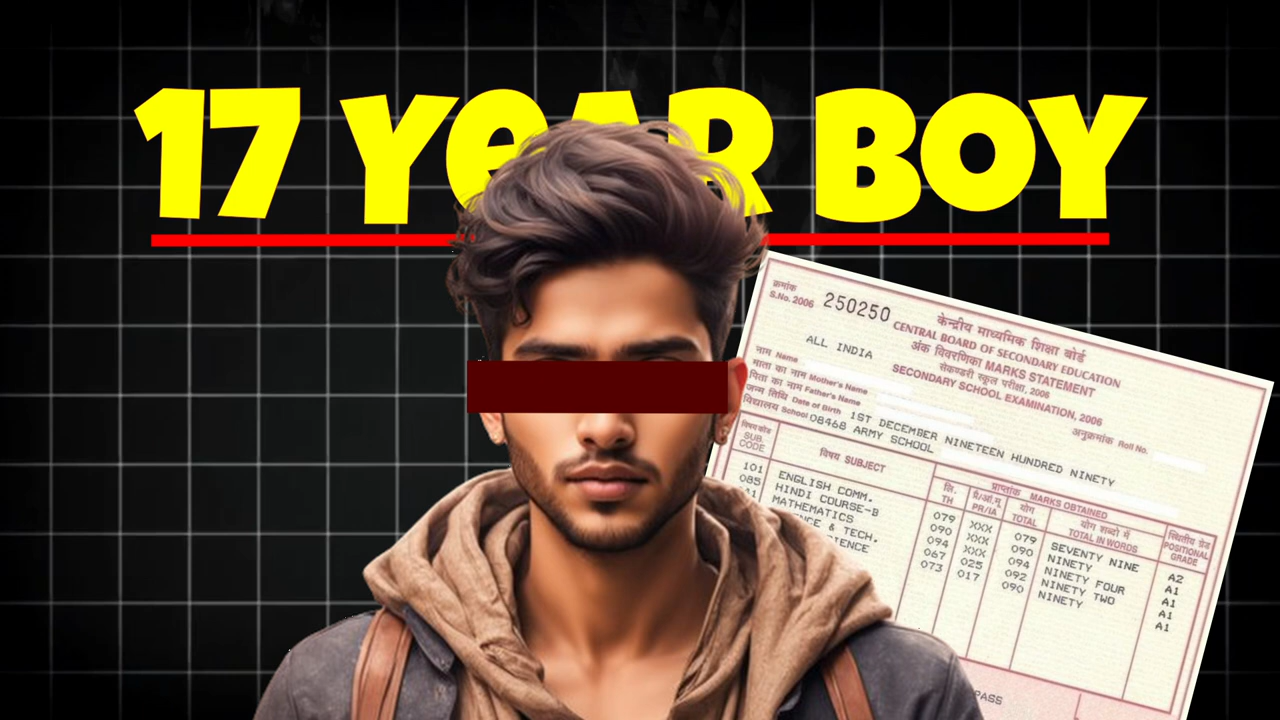 17 YeAR BOY
क्रमांक
S.No. 2006 250250
केन्द्रीय माध्यमिक शिक्षा बोर्ड
CENTRAL BOARD OF SECONDARY EDUCATION
अंक विवरणिका MARKS STATEMENT
सेकण्डरी स्कूल परीक्षा, 2006
SECONDARY SCHOOL EXAMINATION, 2006
ALL INDIA
अनुक्रमांक Roll No.
नाम Name
माता का नाम Mother's Name
पिता का नाम Father's Name
जन्म तिथि Date of Birth 1ST DECEMBER NINETEEN HUNDRED NINETY
विद्यालय School 08468 ARMY SCHOOL
विषय कोड SUB. CODE
विषय SUBJECT
प्राप्तांक MARKS OBTAINED
लि. TH
प्रै/आं.मू. PR/IA
योग TOTAL
योग शब्दो में TOTAL IN WORDS
स्थितीय ग्रेड POSITIONAL GRADE
101 ENGLISH COMM. 079 XXX 079 SEVENTY NINE A2
085 HINDI COURSE-B 090 XXX 090 NINETY A1
41 MATHEMATICS 094 XXX 094 NINETY FOUR A1
NCE & TECH. 067 025 092 NINETY TWO A1
IENCE 073 017 090 NINETY A1
PASS